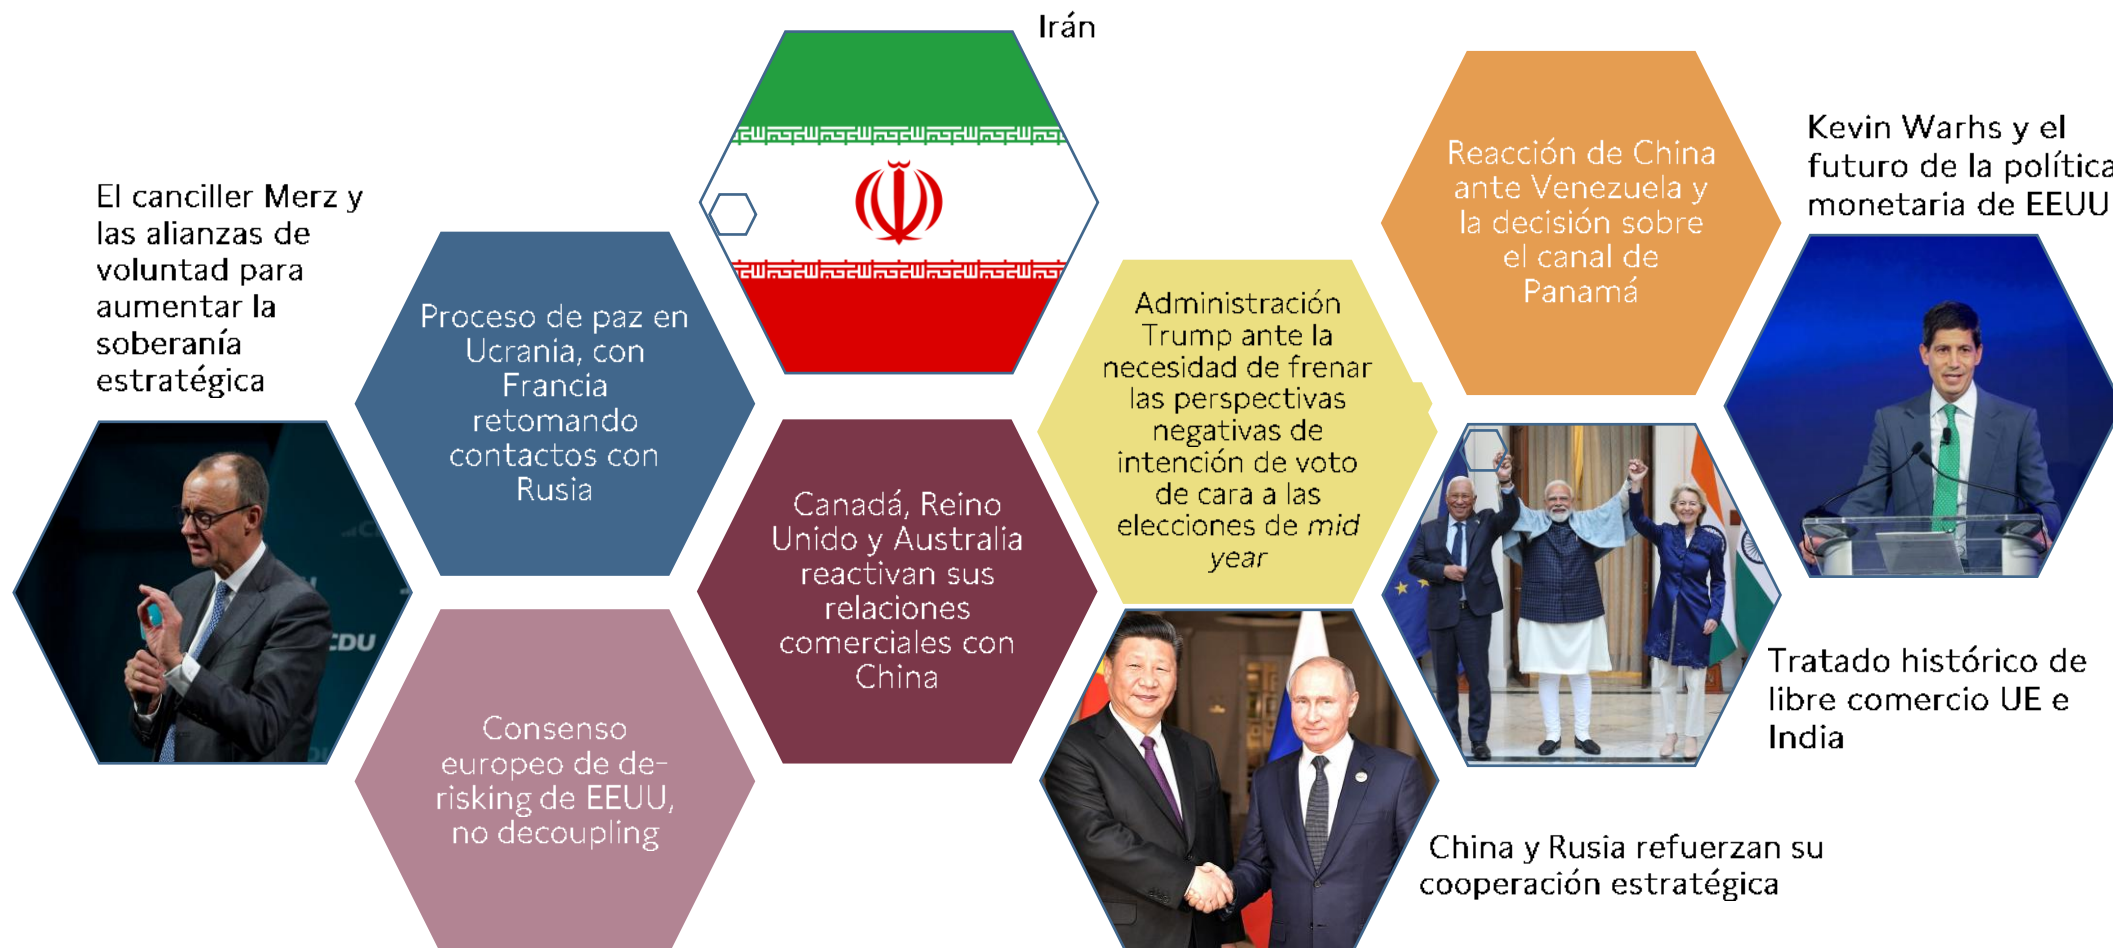 Irán
El canciller Merz y
las alianzas de
voluntad para
aumentar la
soberanía
estratégica
Proceso de paz en
Ucrania, con
Francia
retomando
contactos con
Rusia
Consenso
europeo de de-
risking de EEUU,
no decoupling
Canadá, Reino
Unido y Australia
reactivan sus
relaciones
comerciales con
China
Administración
Trump ante la
necesidad de frenar
las perspectivas
negativas de
intención de voto
de cara a las
elecciones de mid
year
Reacción de China
ante Venezuela y
la decisión sobre
el canal de
Panamá
Kevin Warhs y el
futuro de la política
monetaria de EEUU
Tratado histórico de
libre comercio UE e
India
China y Rusia refuerzan su
cooperación estratégica
CDU